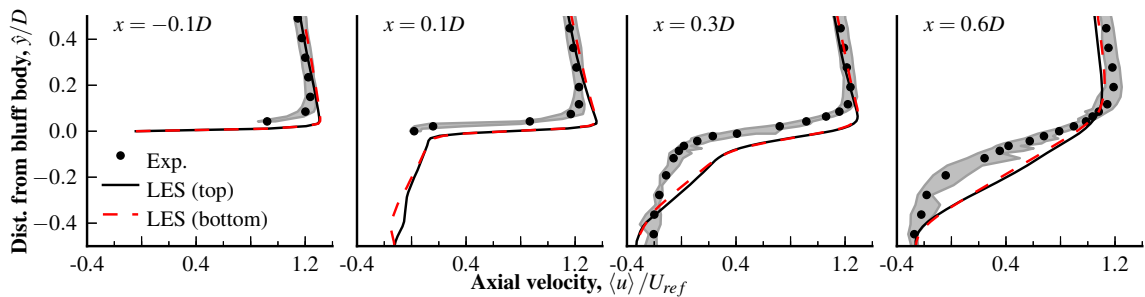 x = −0.1D
x = 0.1D
x = 0.3D
x = 0.6D
Dist. from bluff body, ŷ/D
0.4
0.2
0.0
−0.2
−0.4
Exp.
LES (top)
LES (bottom)
-0.4 0.4 1.2
-0.4 0.4 1.2
-0.4 0.4 1.2
-0.4 0.4 1.2
Axial velocity, ⟨u⟩/U_ref